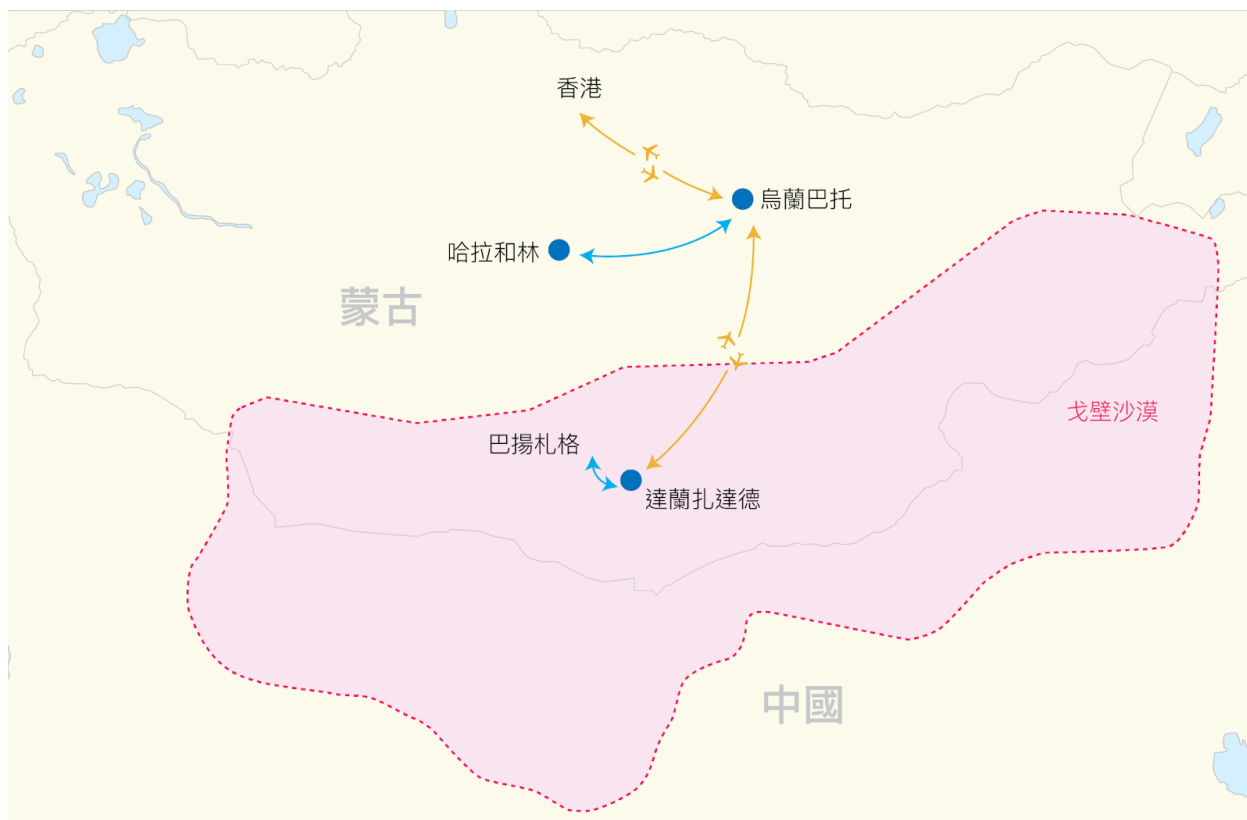 香港
烏蘭巴托
哈拉和林
蒙古
戈壁沙漠
巴揚札格
達蘭扎達德
中國